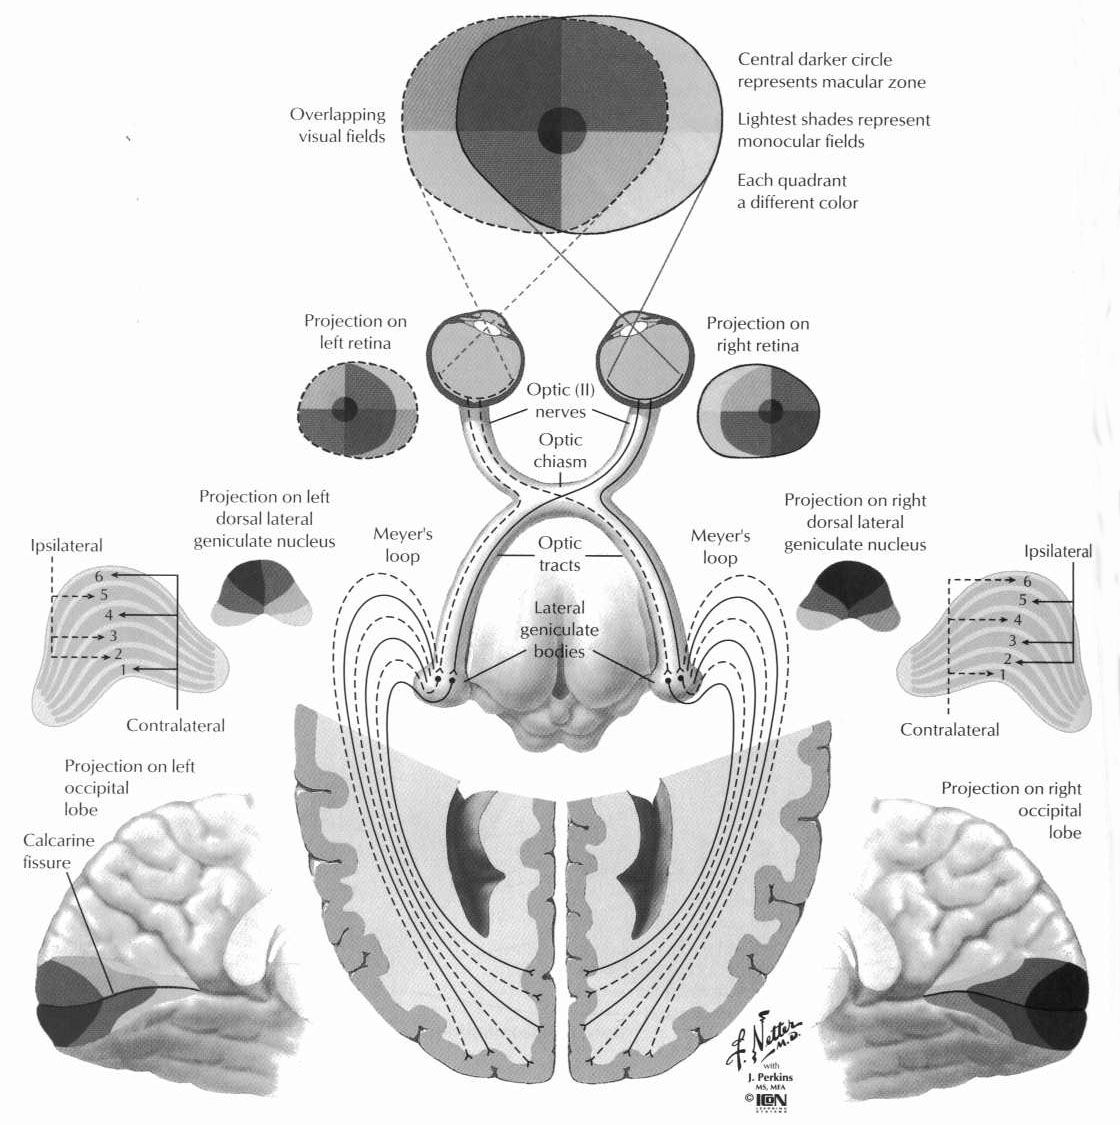 Central darker circle
represents macular zone
Overlapping
visual fields
Lightest shades represent
monocular fields
Each quadrant
a different color
Projection on
left retina
Projection on
right retina
Optic (II)
nerves
Optic
chiasm
Projection on left
dorsal lateral
geniculate nucleus
Projection on right
dorsal lateral
geniculate nucleus
Meyer's
loop
Meyer's
loop
Ipsilateral
Ipsilateral
Optic
tracts
6
5
4
3
2
1
6
5
4
3
2
1
Lateral
geniculate
bodies
Contralateral
Contralateral
Projection on left
occipital
lobe
Projection on right
occipital
lobe
Calcarine
fissure
F. Netter
M.D.
with
J. Perkins
MS, MFA
© ICON
LEARNING
SYSTEMS